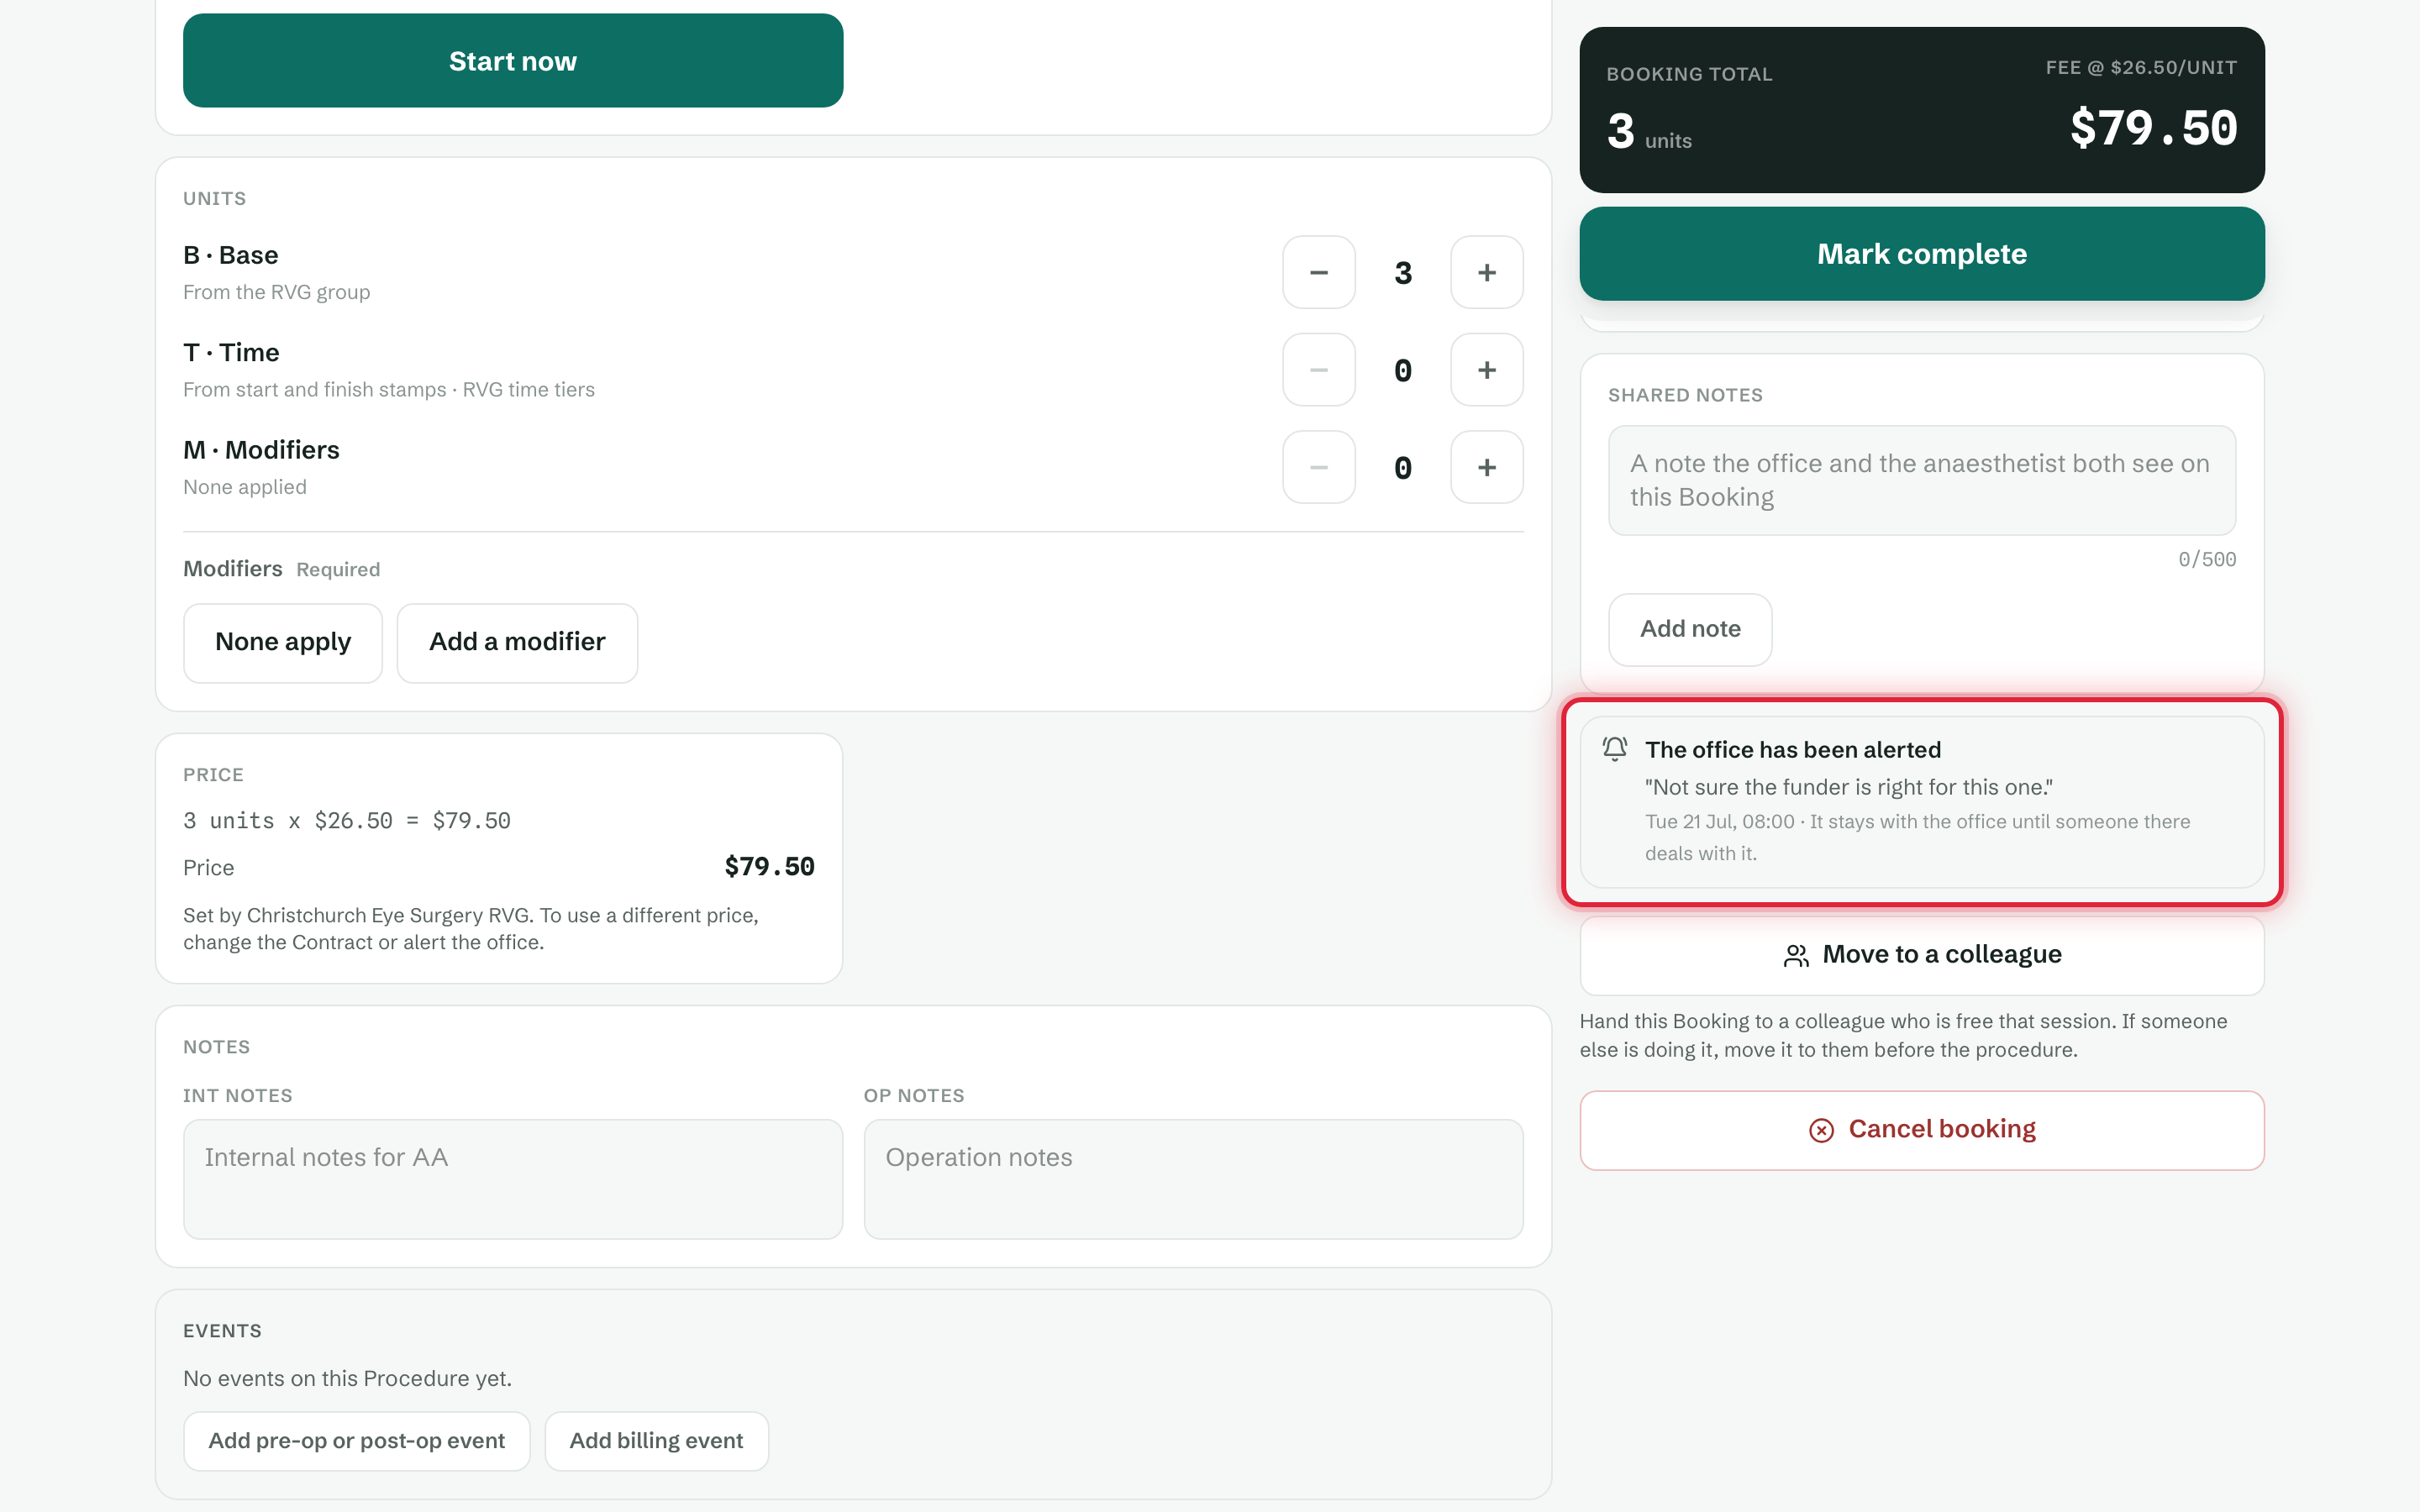 Start now
UNITS
B · Base
From the RVG group
− 3 +
T · Time
From start and finish stamps · RVG time tiers
− 0 +
M · Modifiers
None applied
− 0 +
Modifiers Required
None apply
Add a modifier
PRICE
3 units x $26.50 = $79.50
Price $79.50
Set by Christchurch Eye Surgery RVG. To use a different price,
change the Contract or alert the office.
NOTES
INT NOTES
Internal notes for AA
OP NOTES
Operation notes
EVENTS
No events on this Procedure yet.
Add pre-op or post-op event
Add billing event
BOOKING TOTAL
3 units
FEE @ $26.50/UNIT
$79.50
Mark complete
SHARED NOTES
A note the office and the anaesthetist both see on
this Booking
0/500
Add note
The office has been alerted
"Not sure the funder is right for this one."
Tue 21 Jul, 08:00 · It stays with the office until someone there
deals with it.
Move to a colleague
Hand this Booking to a colleague who is free that session. If someone
else is doing it, move it to them before the procedure.
Cancel booking